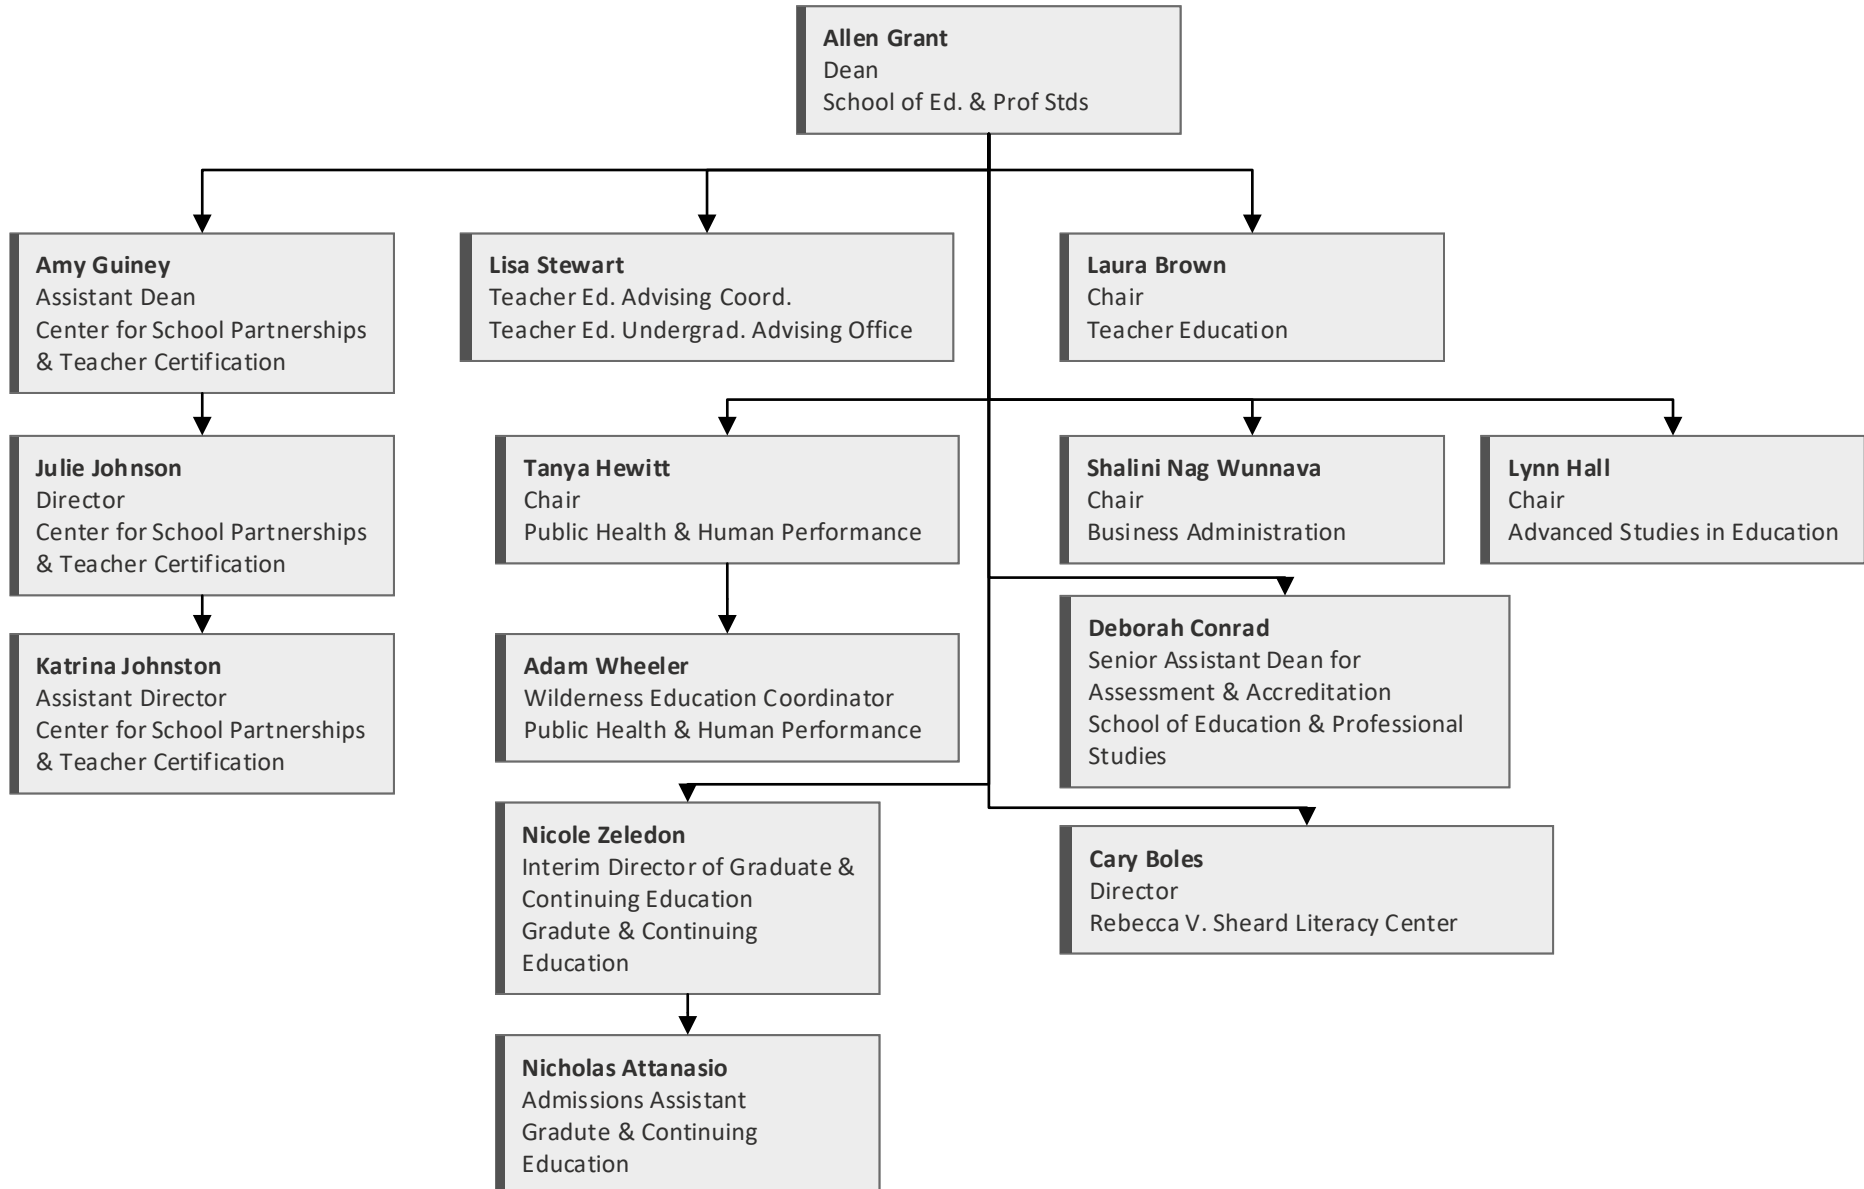 Allen Grant
Dean
School of Ed. & Prof Stds
Amy Guiney
Assistant Dean
Center for School Partnerships
& Teacher Certification
Lisa Stewart
Teacher Ed. Advising Coord.
Teacher Ed. Undergrad. Advising Office
Laura Brown
Chair
Teacher Education
Julie Johnson
Director
Center for School Partnerships
& Teacher Certification
Tanya Hewitt
Chair
Public Health & Human Performance
Shalini Nag Wunnava
Chair
Business Administration
Lynn Hall
Chair
Advanced Studies in Education
Katrina Johnston
Assistant Director
Center for School Partnerships
& Teacher Certification
Adam Wheeler
Wilderness Education Coordinator
Public Health & Human Performance
Deborah Conrad
Senior Assistant Dean for
Assessment & Accreditation
School of Education & Professional
Studies
Nicole Zeledon
Interim Director of Graduate &
Continuing Education
Gradute & Continuing
Education
Cary Boles
Director
Rebecca V. Sheard Literacy Center
Nicholas Attanasio
Admissions Assistant
Gradute & Continuing
Education